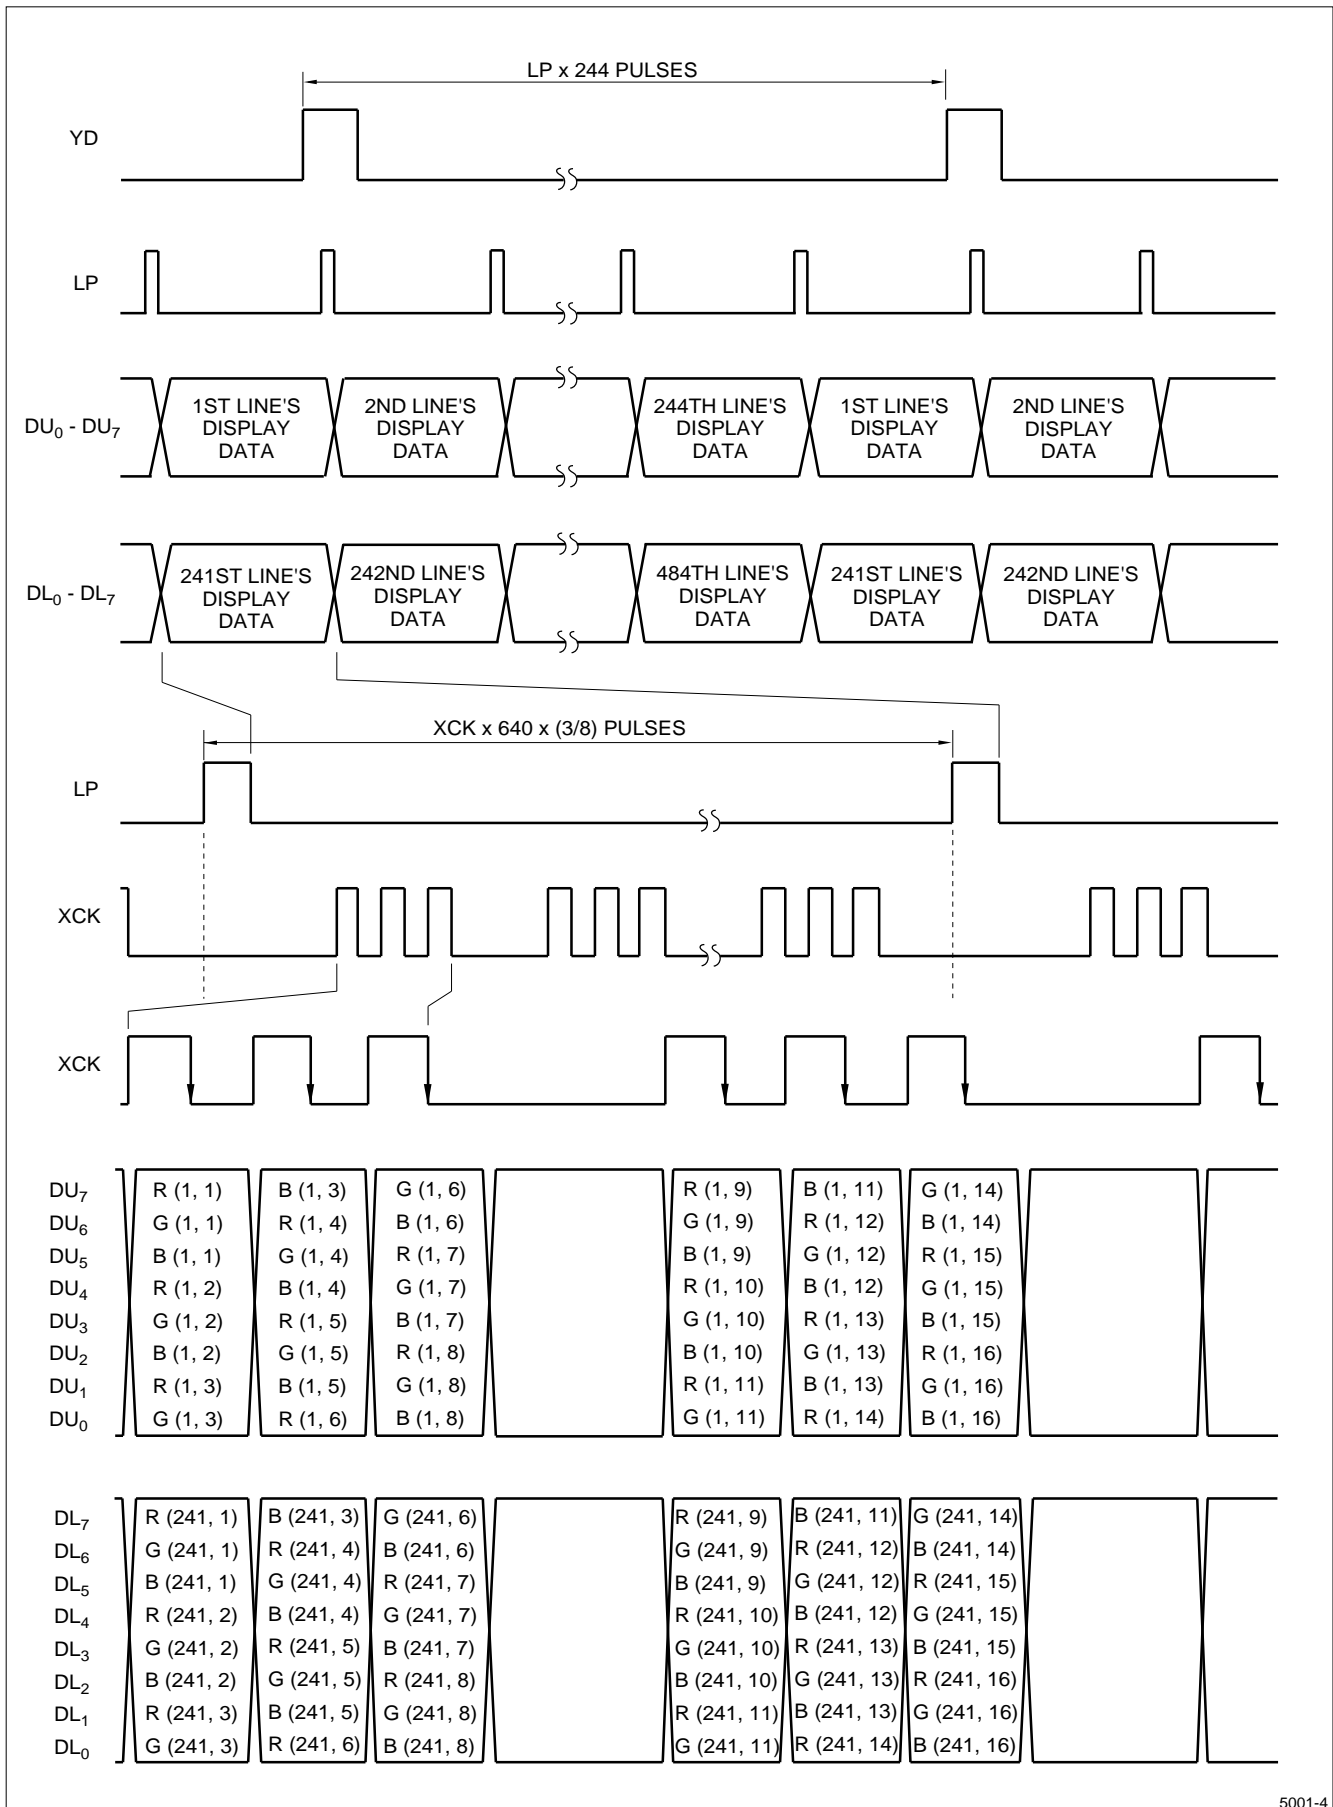 LP x 244 PULSES
YD
LP
DU0 - DU7
1ST LINE'S
DISPLAY
DATA
2ND LINE'S
DISPLAY
DATA
244TH LINE'S
DISPLAY
DATA
1ST LINE'S
DISPLAY
DATA
2ND LINE'S
DISPLAY
DATA
DL0 - DL7
241ST LINE'S
DISPLAY
DATA
242ND LINE'S
DISPLAY
DATA
484TH LINE'S
DISPLAY
DATA
241ST LINE'S
DISPLAY
DATA
242ND LINE'S
DISPLAY
DATA
XCK x 640 x (3/8) PULSES
LP
XCK
XCK
DU7 R (1, 1) B (1, 3) G (1, 6) R (1, 9) B (1, 11) G (1, 14)
DU6 G (1, 1) R (1, 4) B (1, 6) G (1, 9) R (1, 12) B (1, 14)
DU5 B (1, 1) G (1, 4) R (1, 7) B (1, 9) G (1, 12) R (1, 15)
DU4 R (1, 2) B (1, 4) G (1, 7) R (1, 10) B (1, 12) G (1, 15)
DU3 G (1, 2) R (1, 5) B (1, 7) G (1, 10) R (1, 13) B (1, 15)
DU2 B (1, 2) G (1, 5) R (1, 8) B (1, 10) G (1, 13) R (1, 16)
DU1 R (1, 3) B (1, 5) G (1, 8) R (1, 11) B (1, 13) G (1, 16)
DU0 G (1, 3) R (1, 6) B (1, 8) G (1, 11) R (1, 14) B (1, 16)
DL7 R (241, 1) B (241, 3) G (241, 6) R (241, 9) B (241, 11) G (241, 14)
DL6 G (241, 1) R (241, 4) B (241, 6) G (241, 9) R (241, 12) B (241, 14)
DL5 B (241, 1) G (241, 4) R (241, 7) B (241, 9) G (241, 12) R (241, 15)
DL4 R (241, 2) B (241, 4) G (241, 7) R (241, 10) B (241, 12) G (241, 15)
DL3 G (241, 2) R (241, 5) B (241, 7) G (241, 10) R (241, 13) B (241, 15)
DL2 B (241, 2) G (241, 5) R (241, 8) B (241, 10) G (241, 13) R (241, 16)
DL1 R (241, 3) B (241, 5) G (241, 8) R (241, 11) B (241, 13) G (241, 16)
DL0 G (241, 3) R (241, 6) B (241, 8) G (241, 11) R (241, 14) B (241, 16)
5001-4